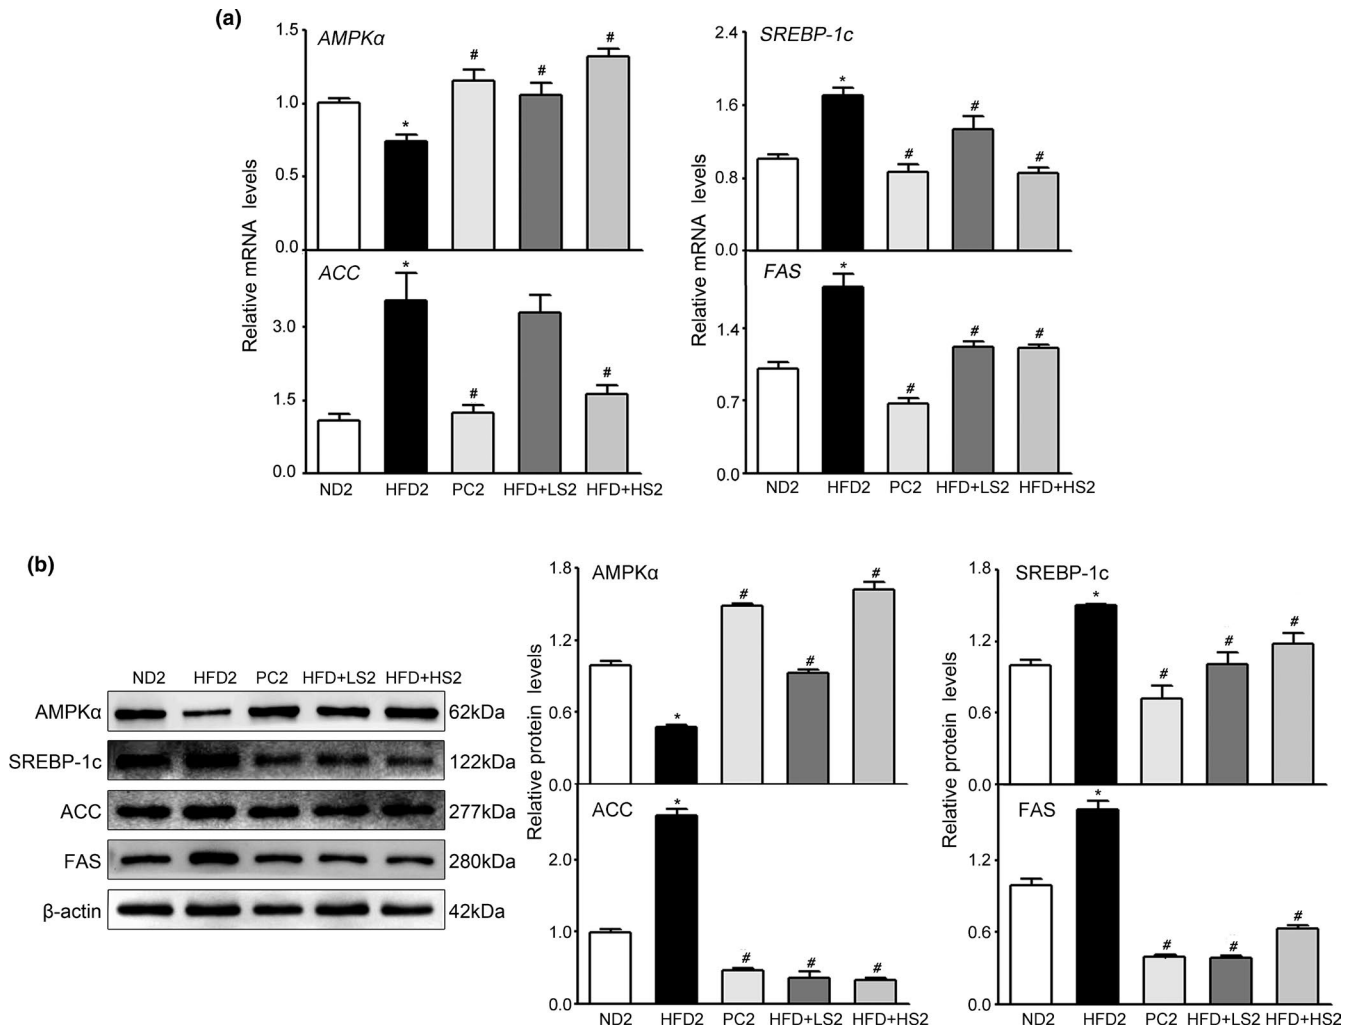 (a)
Relative mRNA levels
AMPKα
1.5
1.0
0.5
0.0
* # # #
ACC
3.0
1.5
0.0
* # #
ND2 HFD2 PC2 HFD+LS2 HFD+HS2
Relative mRNA levels
SREBP-1c
2.4
1.6
0.8
0.0
* # # #
FAS
1.4
0.7
0.0
* # # #
ND2 HFD2 PC2 HFD+LS2 HFD+HS2
(b)
ND2 HFD2 PC2 HFD+LS2 HFD+HS2
AMPKα 62kDa
SREBP-1c 122kDa
ACC 277kDa
FAS 280kDa
β-actin 42kDa
Relative protein levels
AMPKα
1.8
1.2
0.6
0.0
* # # #
ACC
2.0
1.0
0.0
* # # #
ND2 HFD2 PC2 HFD+LS2 HFD+HS2
Relative protein levels
SREBP-1c
1.8
1.2
0.6
0.0
* # # #
FAS
1.2
0.6
0.0
* # # #
ND2 HFD2 PC2 HFD+LS2 HFD+HS2